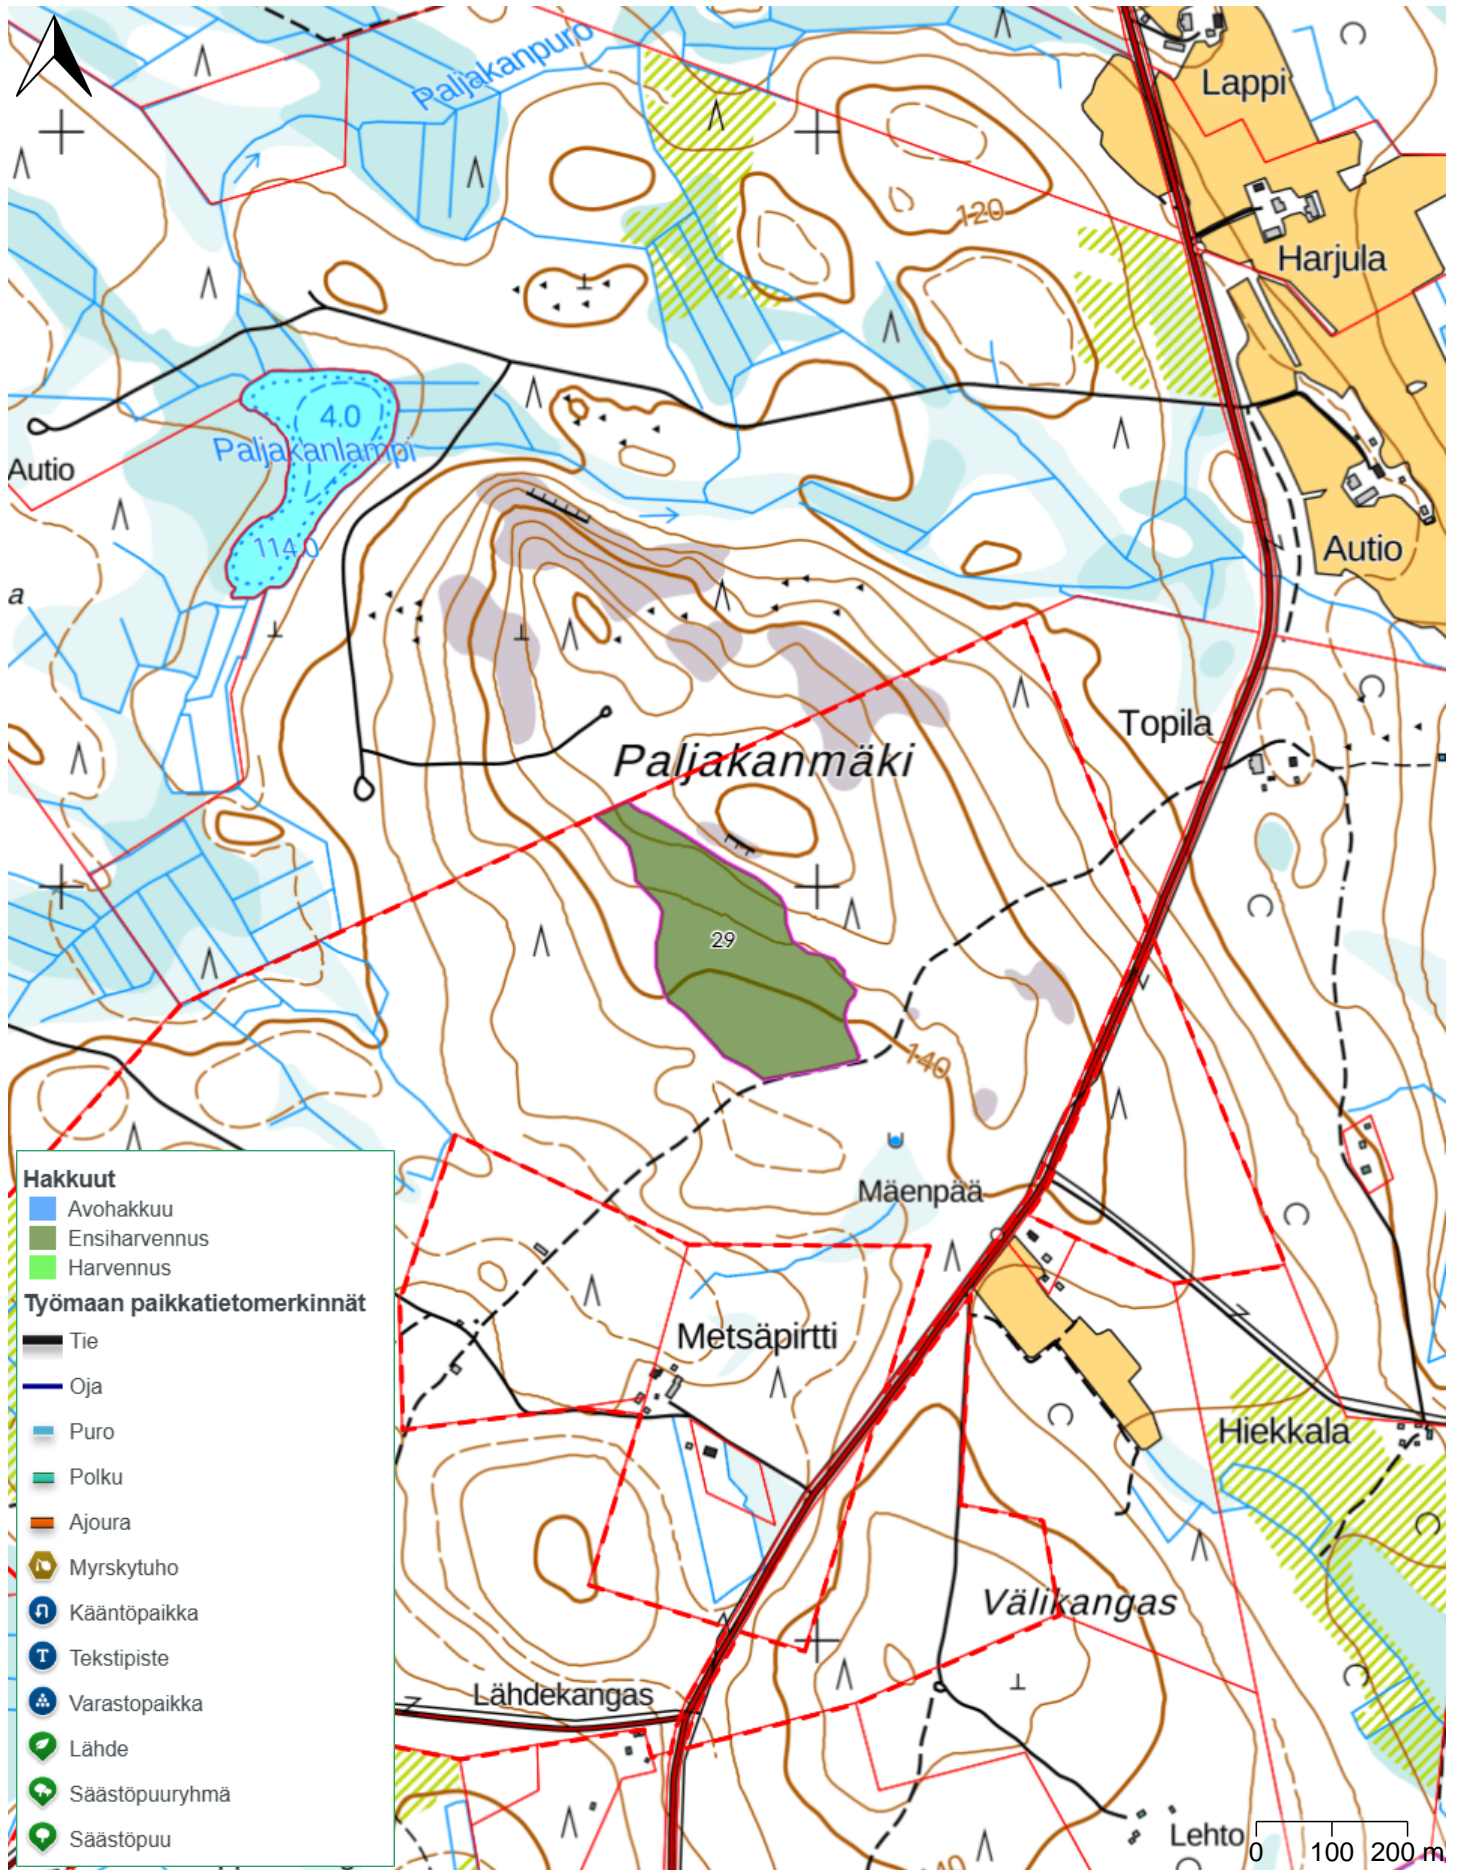 Paljakanpuro
Lappi
120
Harjula
4.0
Paljakanlampi
Autio
114.0
Autio
a
Topila
Paljakanmäki
29
140
Mäenpää
Metsäpirtti
Hiekkala
Välikangas
Lähdekangas
Lehto
0 100 200 m
Hakkuut
Avohakkuu
Ensiharvennus
Harvennus
Työmaan paikkatietomerkinnät
Tie
Oja
Puro
Polku
Ajoura
Myrskytuho
Kääntöpaikka
T Tekstipiste
Varastopaikka
Lähde
Säästöpuuryhmä
Säästöpuu